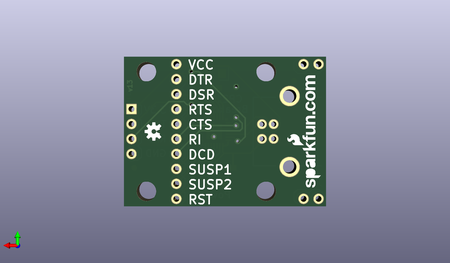 VCC
DTR
DSR
RTS
CTS
RI
DCD
SUSP1
SUSP2
RST
sparkfun.com